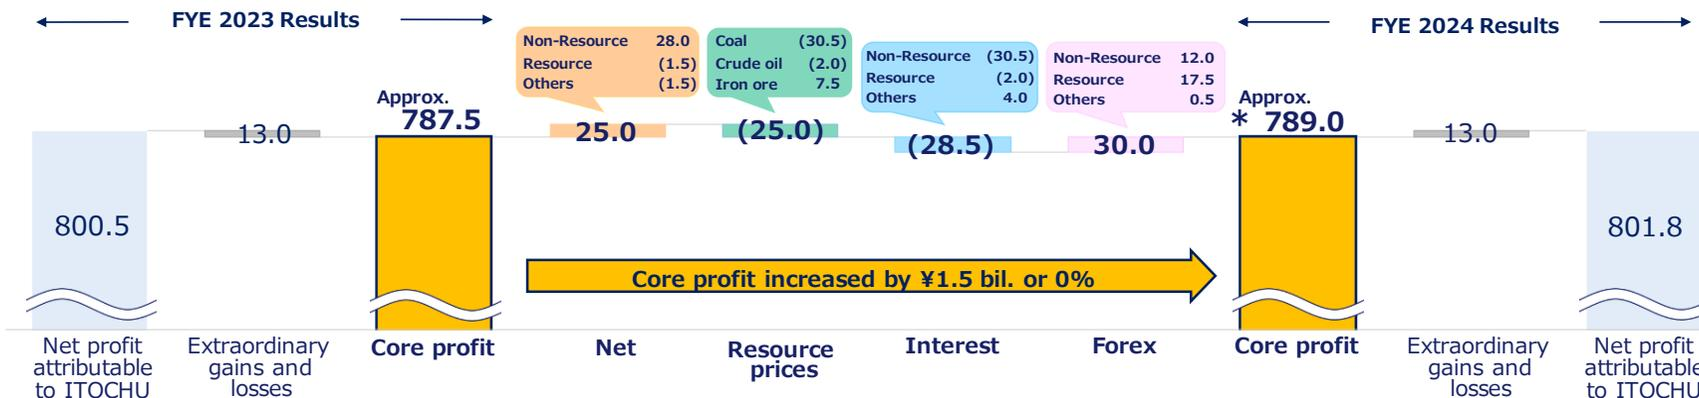 FYE 2023 Results
FYE 2024 Results
Non-Resource 28.0
Resource (1.5)
Others (1.5)
Coal (30.5)
Crude oil (2.0)
Iron ore 7.5
Non-Resource (30.5)
Resource (2.0)
Others 4.0
Non-Resource 12.0
Resource 17.5
Others 0.5
800.5
13.0
Approx.
787.5
25.0
(25.0)
(28.5)
30.0
Approx.
* 789.0
13.0
801.8
Core profit increased by ¥1.5 bil. or 0%
Net profit
attributable
to ITOCHU
Extraordinary
gains and
losses
Core profit
Net
Resource
prices
Interest
Forex
Core profit
Extraordinary
gains and
losses
Net profit
attributable
to ITOCHU